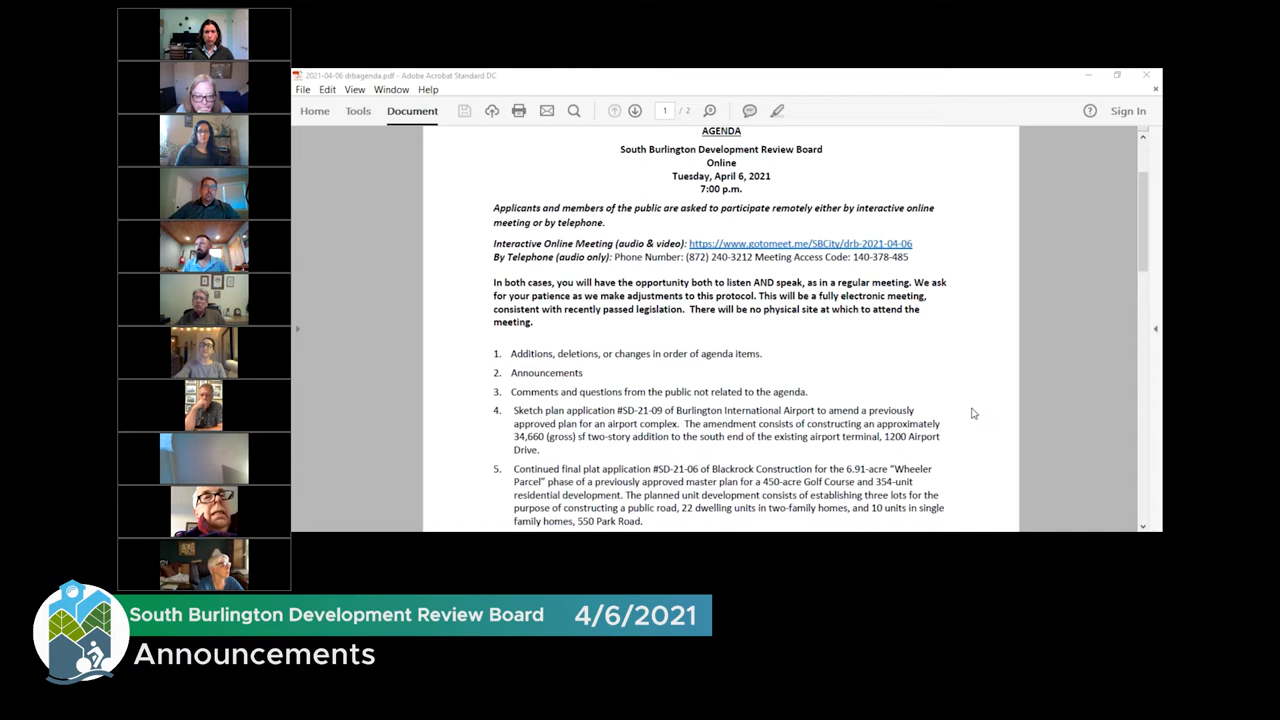 2021-04-06 drbagenda.pdf - Adobe Acrobat Standard DC
File Edit View Window Help
Home Tools Document 1 / 2 Sign In
AGENDA
South Burlington Development Review Board
Online
Tuesday, April 6, 2021
7:00 p.m.
Applicants and members of the public are asked to participate remotely either by interactive online
meeting or by telephone.
Interactive Online Meeting (audio & video): https://www.gotomeet.me/SBCity/drb-2021-04-06
By Telephone (audio only): Phone Number: (872) 240-3212 Meeting Access Code: 140-378-485
In both cases, you will have the opportunity both to listen AND speak, as in a regular meeting. We ask
for your patience as we make adjustments to this protocol. This will be a fully electronic meeting,
consistent with recently passed legislation. There will be no physical site at which to attend the
meeting.
1. Additions, deletions, or changes in order of agenda items.
2. Announcements
3. Comments and questions from the public not related to the agenda.
4. Sketch plan application #SD-21-09 of Burlington International Airport to amend a previously
approved plan for an airport complex. The amendment consists of constructing an approximately
34,660 (gross) sf two-story addition to the south end of the existing airport terminal, 1200 Airport
Drive.
5. Continued final plat application #SD-21-06 of Blackrock Construction for the 6.91-acre “Wheeler
Parcel” phase of a previously approved master plan for a 450-acre Golf Course and 354-unit
residential development. The planned unit development consists of establishing three lots for the
purpose of constructing a public road, 22 dwelling units in two-family homes, and 10 units in single
family homes, 550 Park Road.
South Burlington Development Review Board 4/6/2021
Announcements